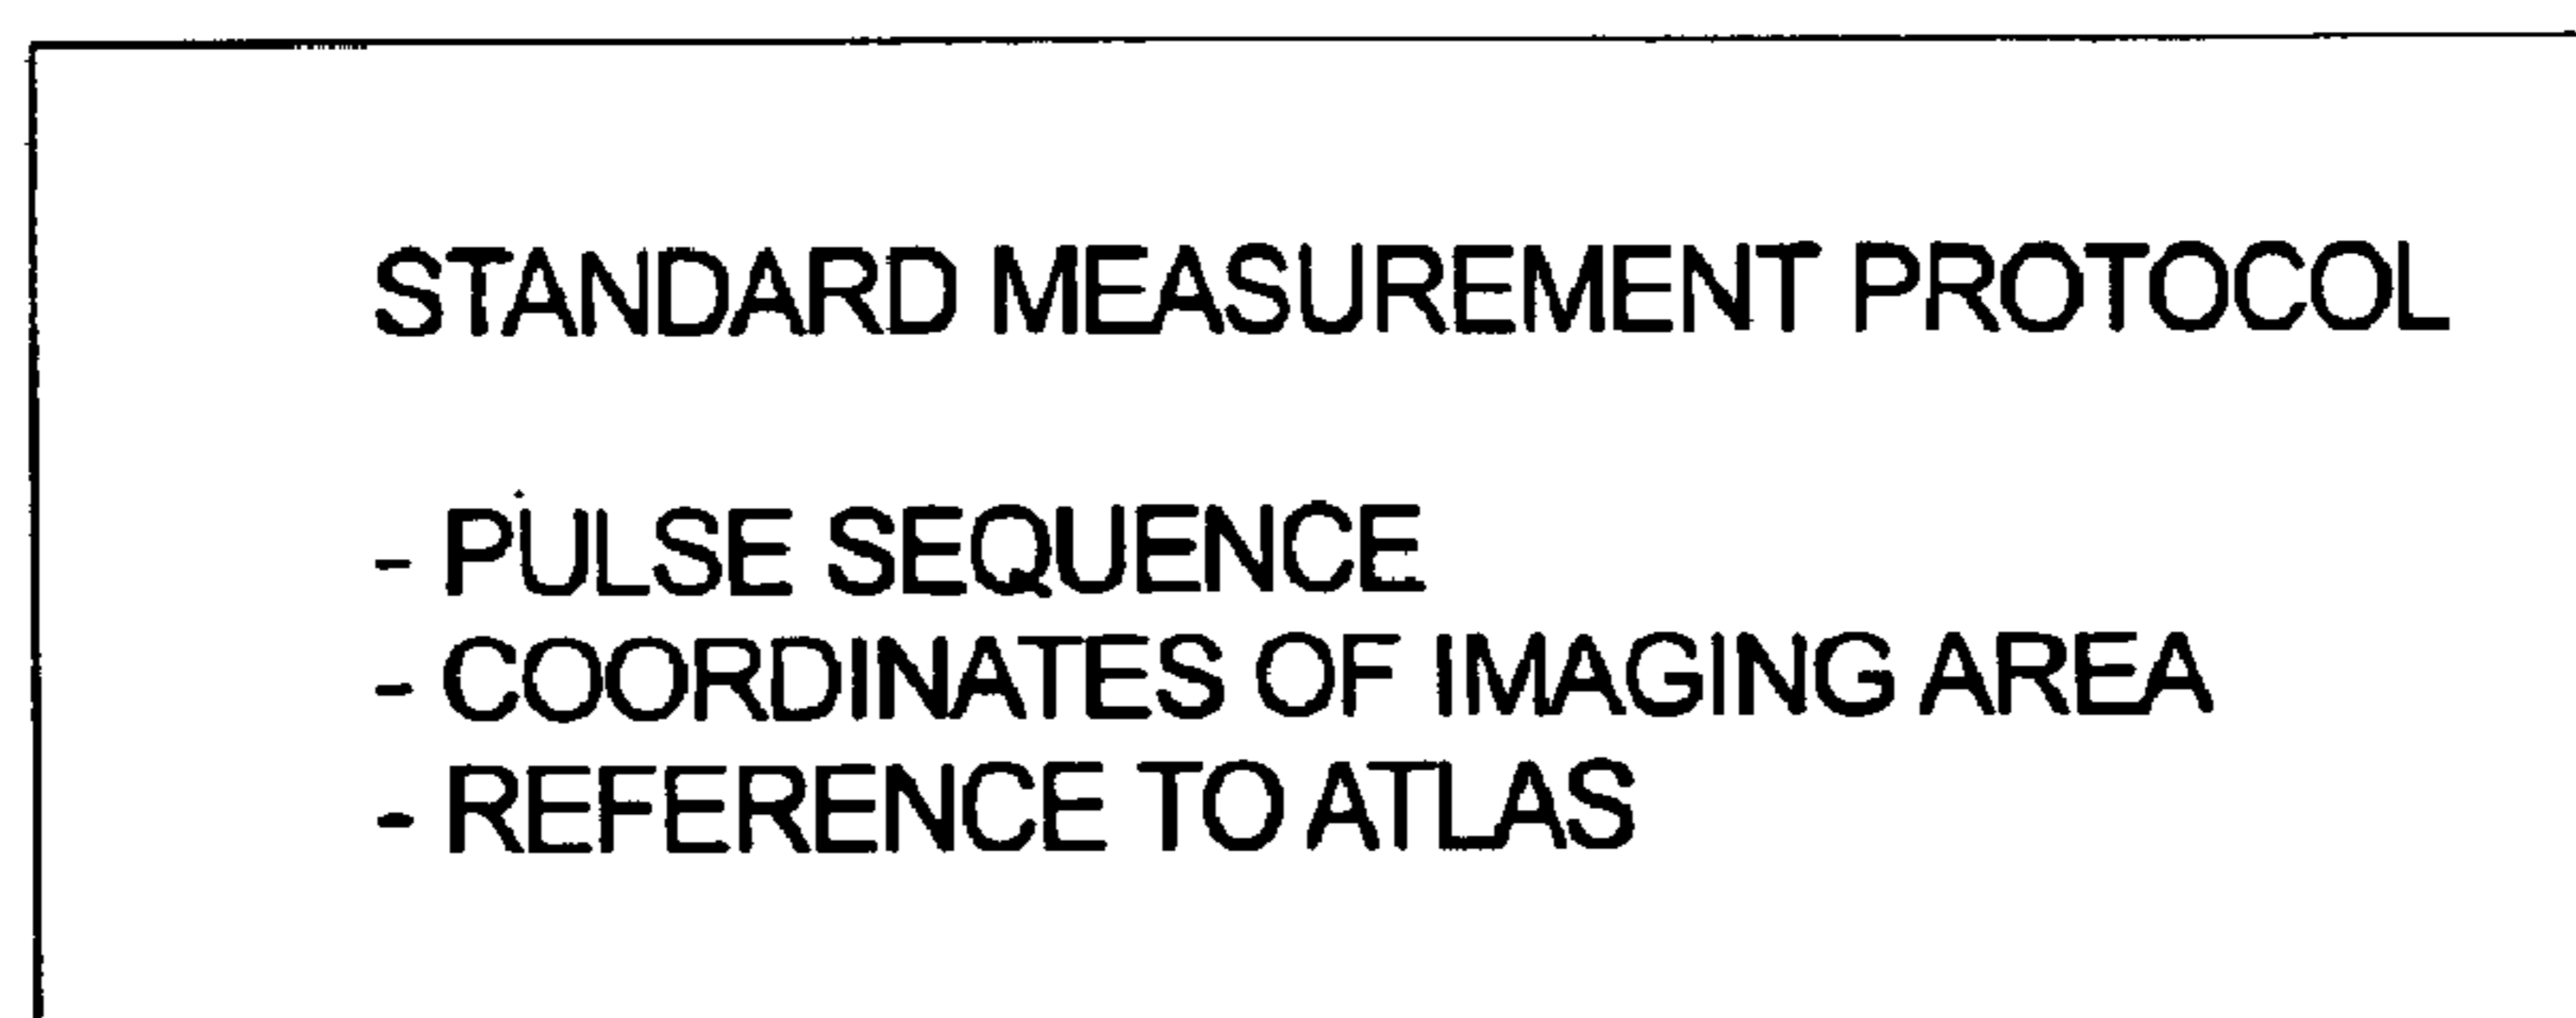 STANDARD MEASUREMENT PROTOCOL
- PULSE SEQUENCE
- COORDINATES OF IMAGING AREA
- REFERENCE TO ATLAS